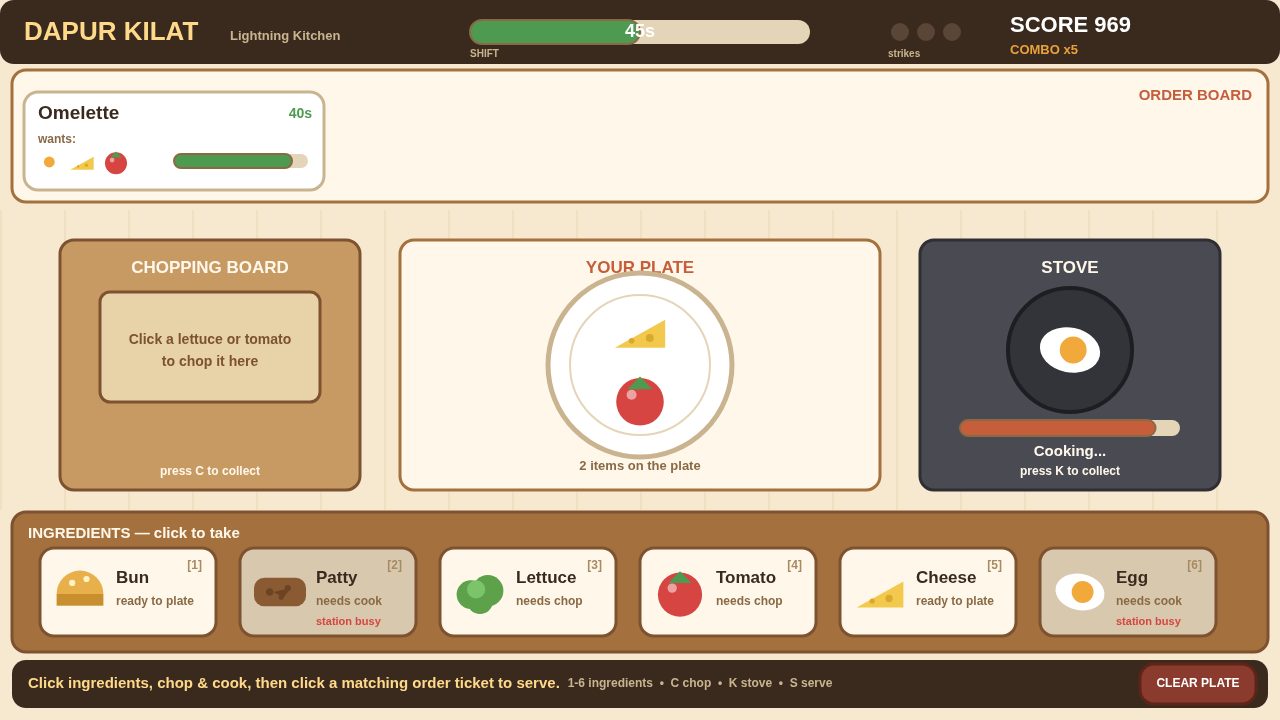 DAPUR KILAT
Lightning Kitchen
45s
SHIFT
strikes
SCORE 969
COMBO x5
ORDER BOARD
Omelette
40s
wants:
CHOPPING BOARD
Click a lettuce or tomato
to chop it here
press C to collect
YOUR PLATE
2 items on the plate
STOVE
Cooking...
press K to collect
INGREDIENTS — click to take
Bun
[1]
ready to plate
Patty
[2]
needs cook
station busy
Lettuce
[3]
needs chop
Tomato
[4]
needs chop
Cheese
[5]
ready to plate
Egg
[6]
needs cook
station busy
Click ingredients, chop & cook, then click a matching order ticket to serve.
1-6 ingredients • C chop • K stove • S serve
CLEAR PLATE